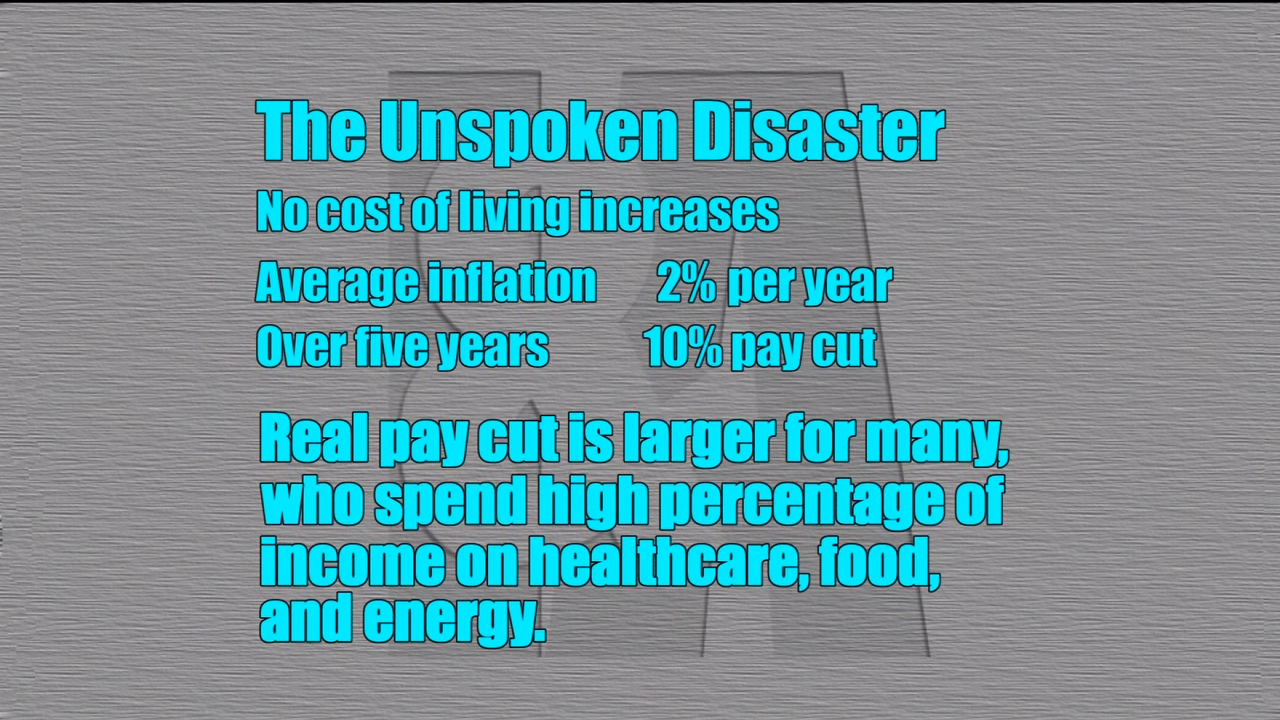 The Unspoken Disaster
No cost of living increases
Average inflation 2% per year
Over five years 10% pay cut
Real pay cut is larger for many,
who spend high percentage of
income on healthcare, food,
and energy.